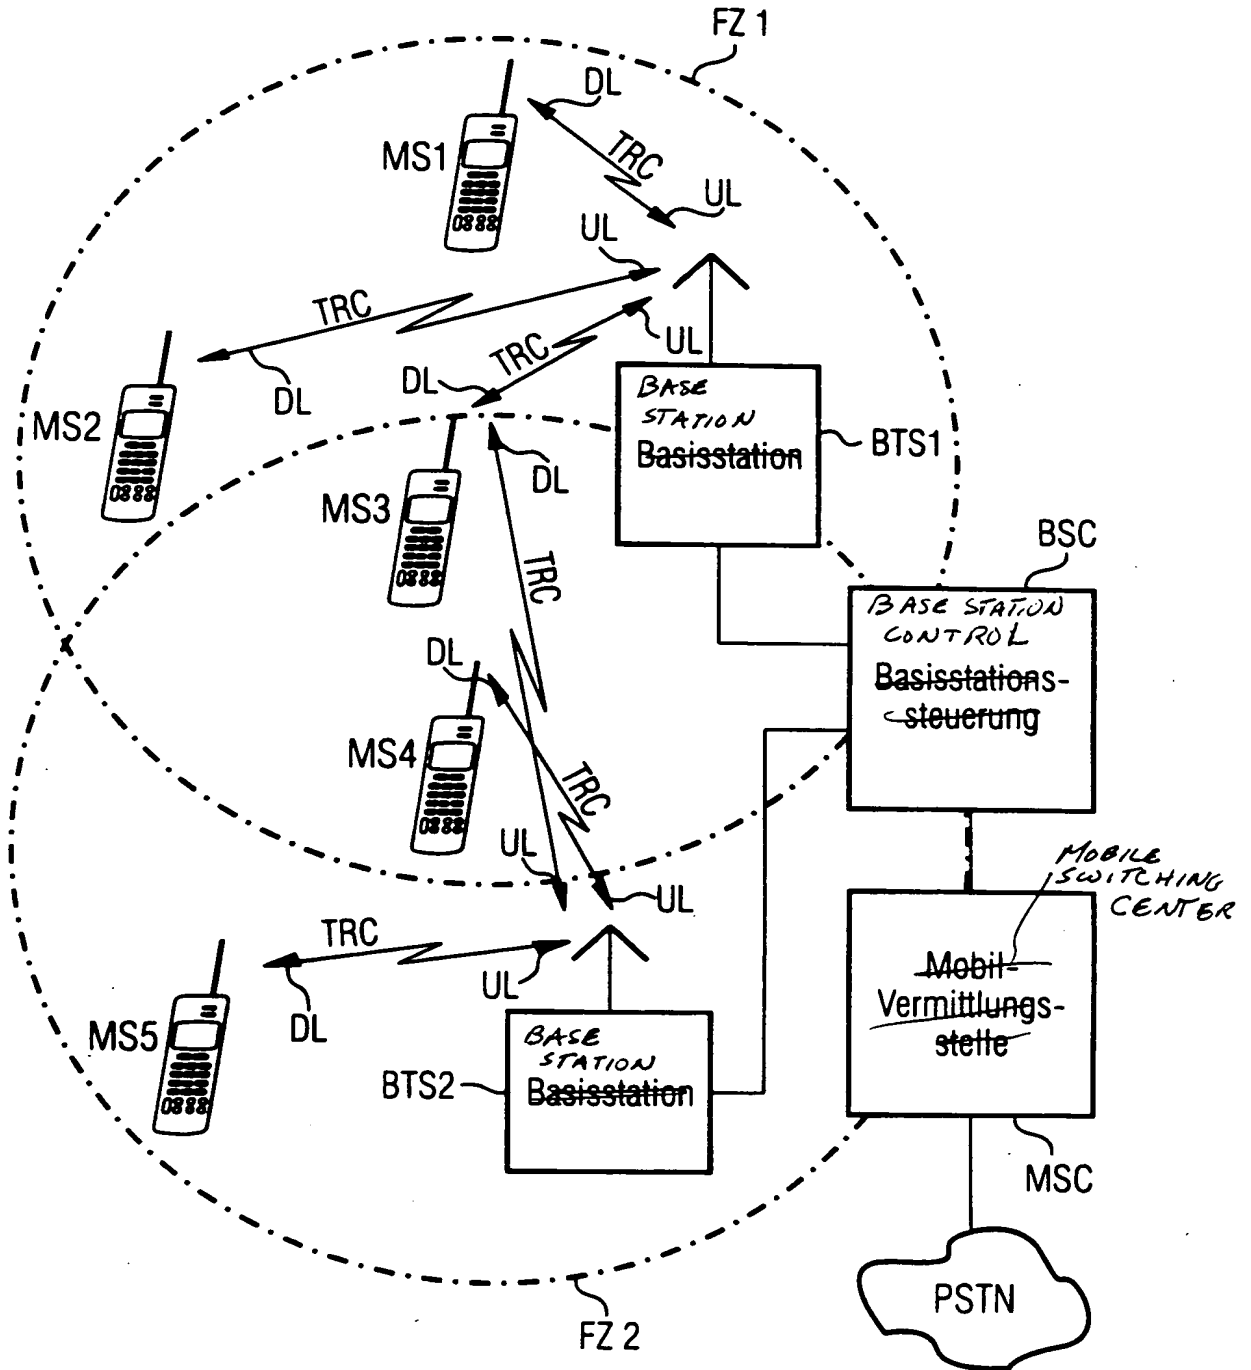 FZ 1
DL
TRC
MS1
UL
UL
TRC
TRC
UL
DL
DL
MS2
BASE
STATION
Basisstation
BTS1
DL
MS3
TRC
BSC
BASE STATION
CONTROL
Basisstations-
steuerung
DL
MS4
TRC
UL
UL
MOBILE
SWITCHING
CENTER
TRC
UL
DL
MS5
Mobil-
Vermittlungs-
stelle
BASE
STATION
Basisstation
BTS2
MSC
PSTN
FZ 2